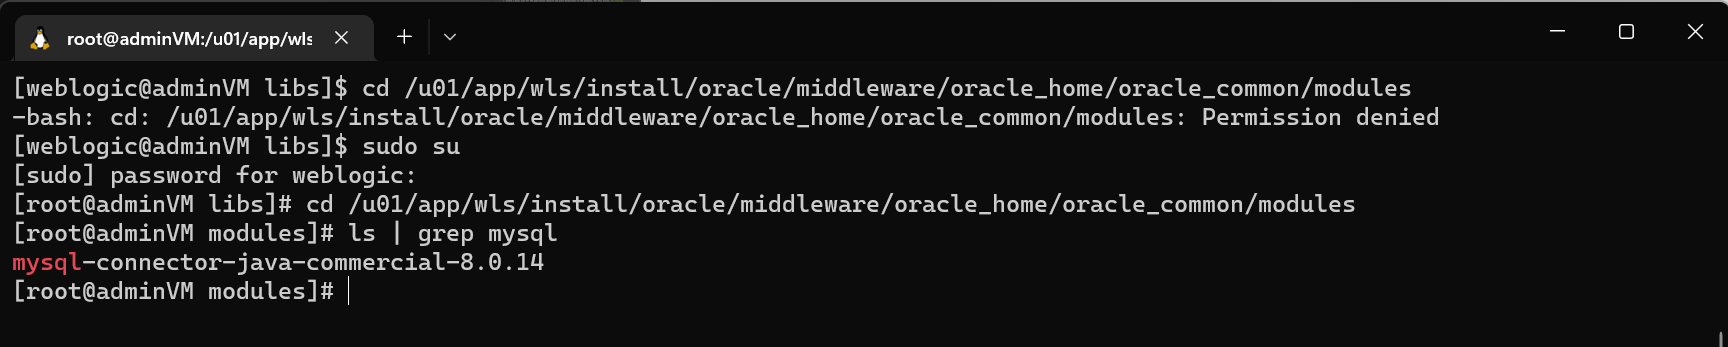 root@adminVM:/u01/app/wls
[weblogic@adminVM libs]$ cd /u01/app/wls/install/oracle/middleware/oracle_home/oracle_common/modules
-bash: cd: /u01/app/wls/install/oracle/middleware/oracle_home/oracle_common/modules: Permission denied
[weblogic@adminVM libs]$ sudo su
[sudo] password for weblogic:
[root@adminVM libs]# cd /u01/app/wls/install/oracle/middleware/oracle_home/oracle_common/modules
[root@adminVM modules]# ls | grep mysql
mysql-connector-java-commercial-8.0.14
[root@adminVM modules]#